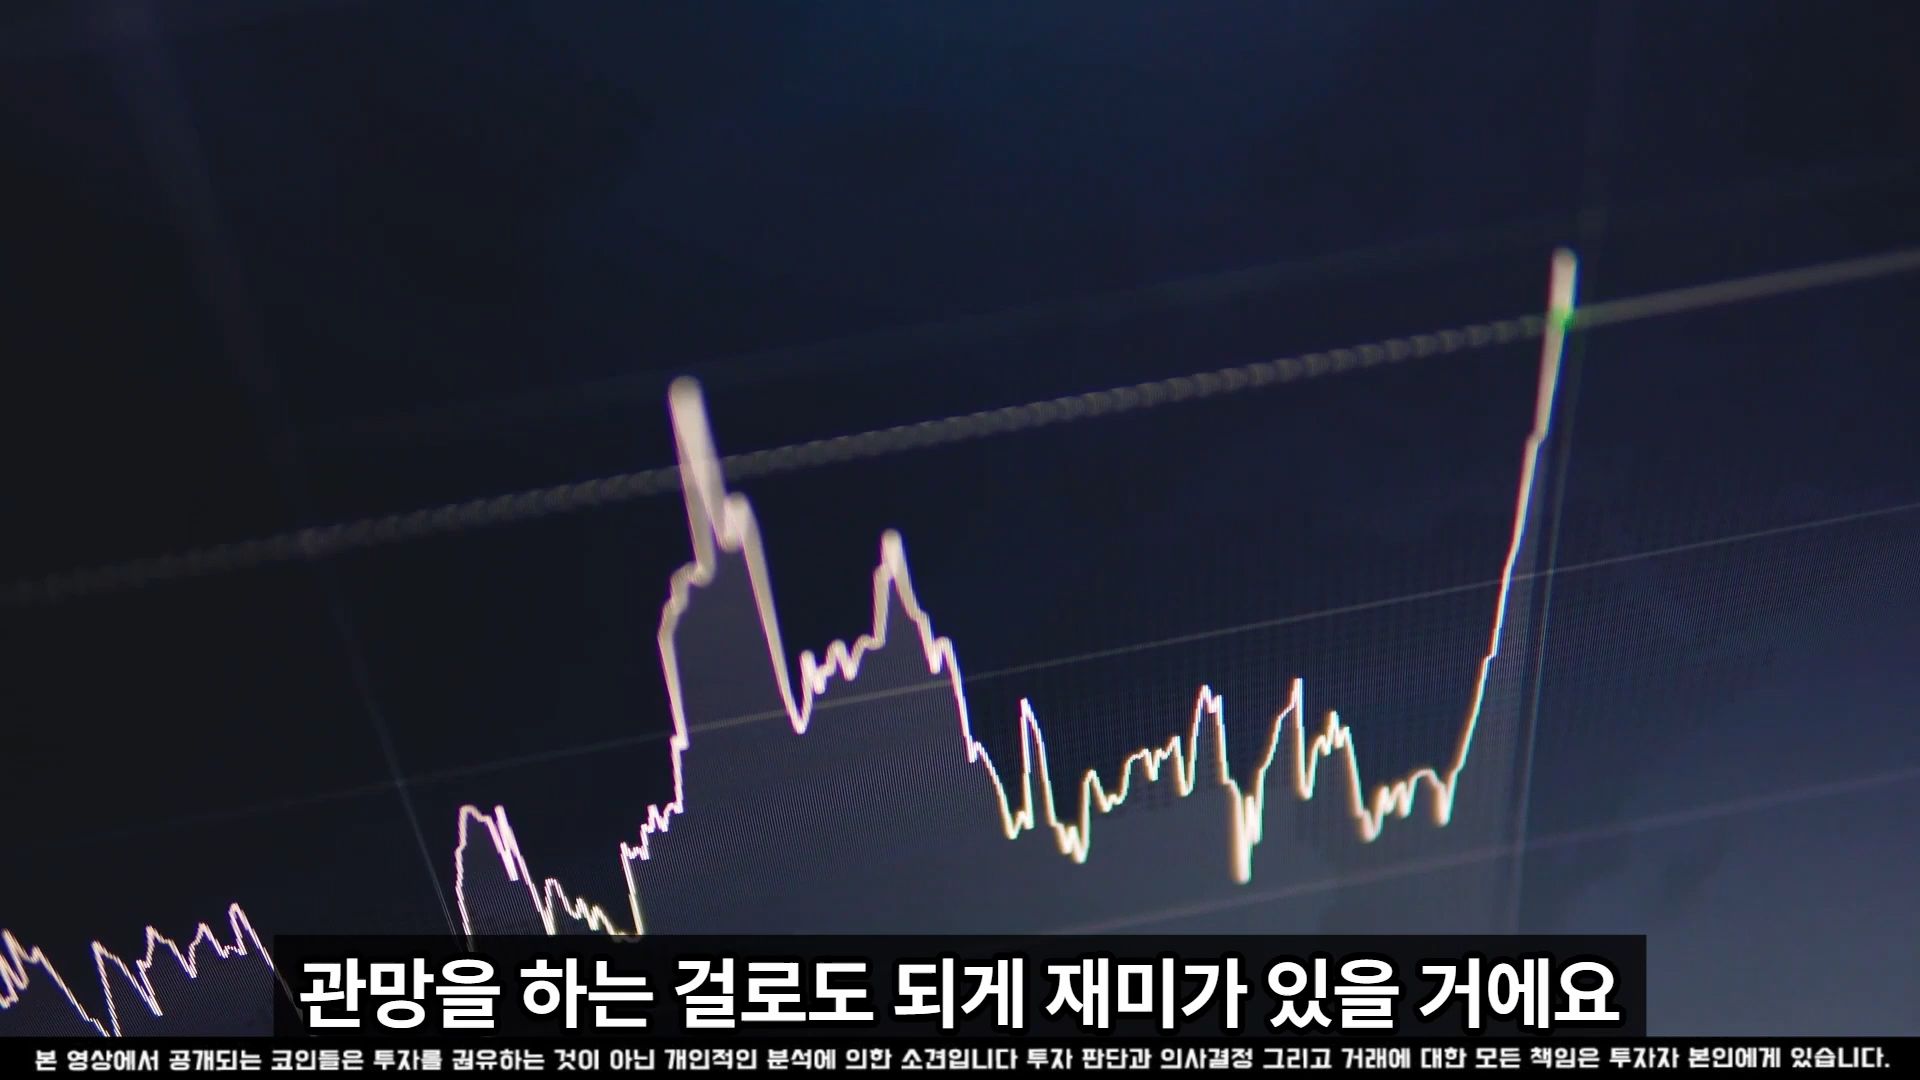 관망을 하는 걸로도 되게 재미가 있을 거에요
본 영상에서 공개되는 코인들은 투자를 권유하는 것이 아닌 개인적인 분석에 의한 소견입니다 투자 판단과 의사결정 그리고 거래에 대한 모든 책임은 투자자 본인에게 있습니다.